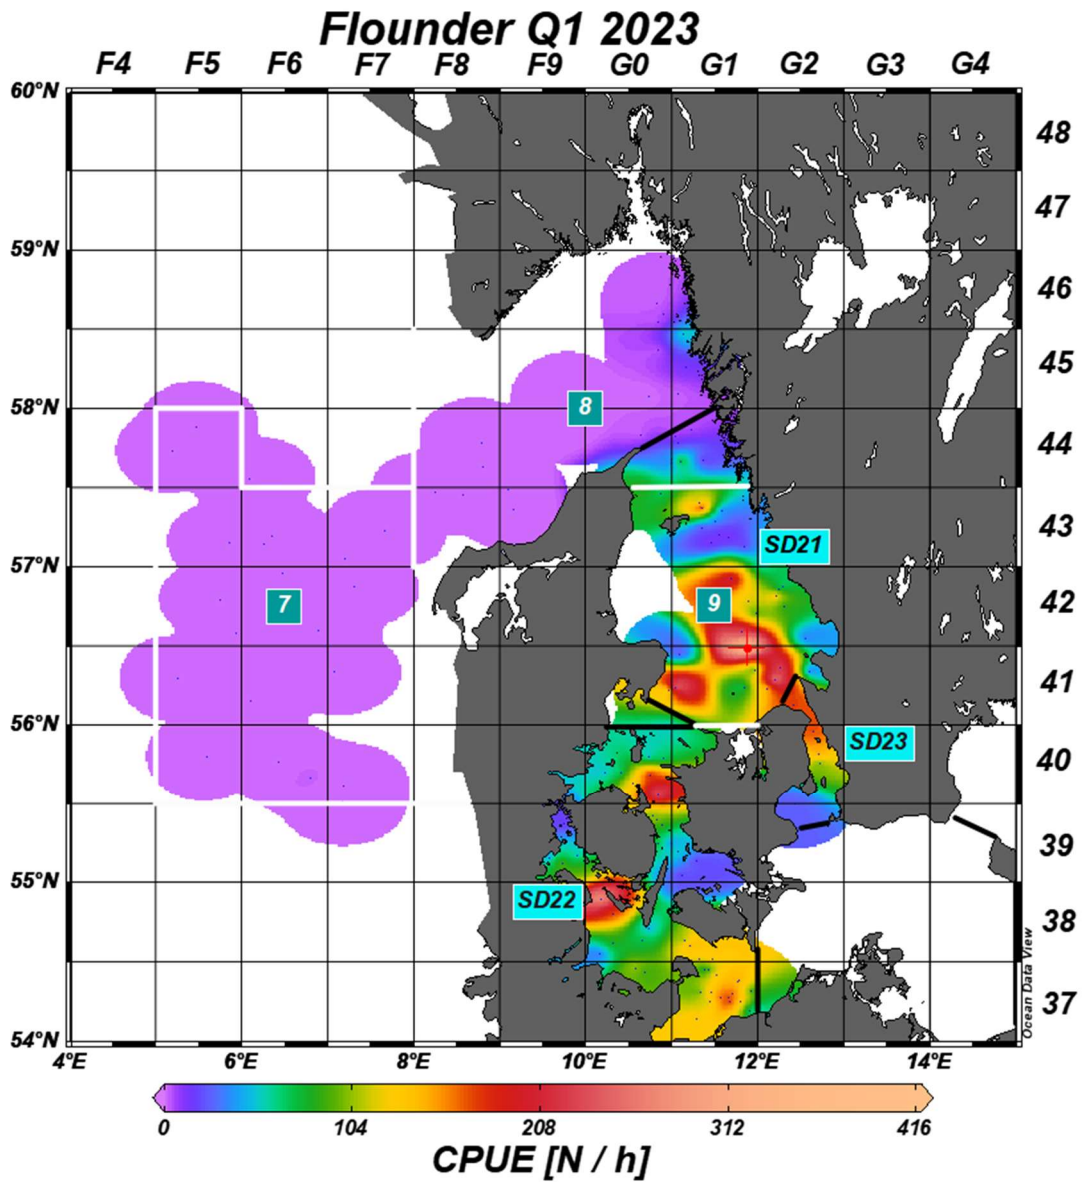 Flounder Q1 2023
F4 F5 F6 F7 F8 F9 G0 G1 G2 G3 G4
60°N
48
47
59°N
46
45
58°N
8
44
43
SD21
57°N
7
9
42
41
56°N
SD23
40
39
55°N
SD22
38
37
Ocean Data View
54°N
4°E 6°E 8°E 10°E 12°E 14°E
0 104 208 312 416
CPUE [N / h]